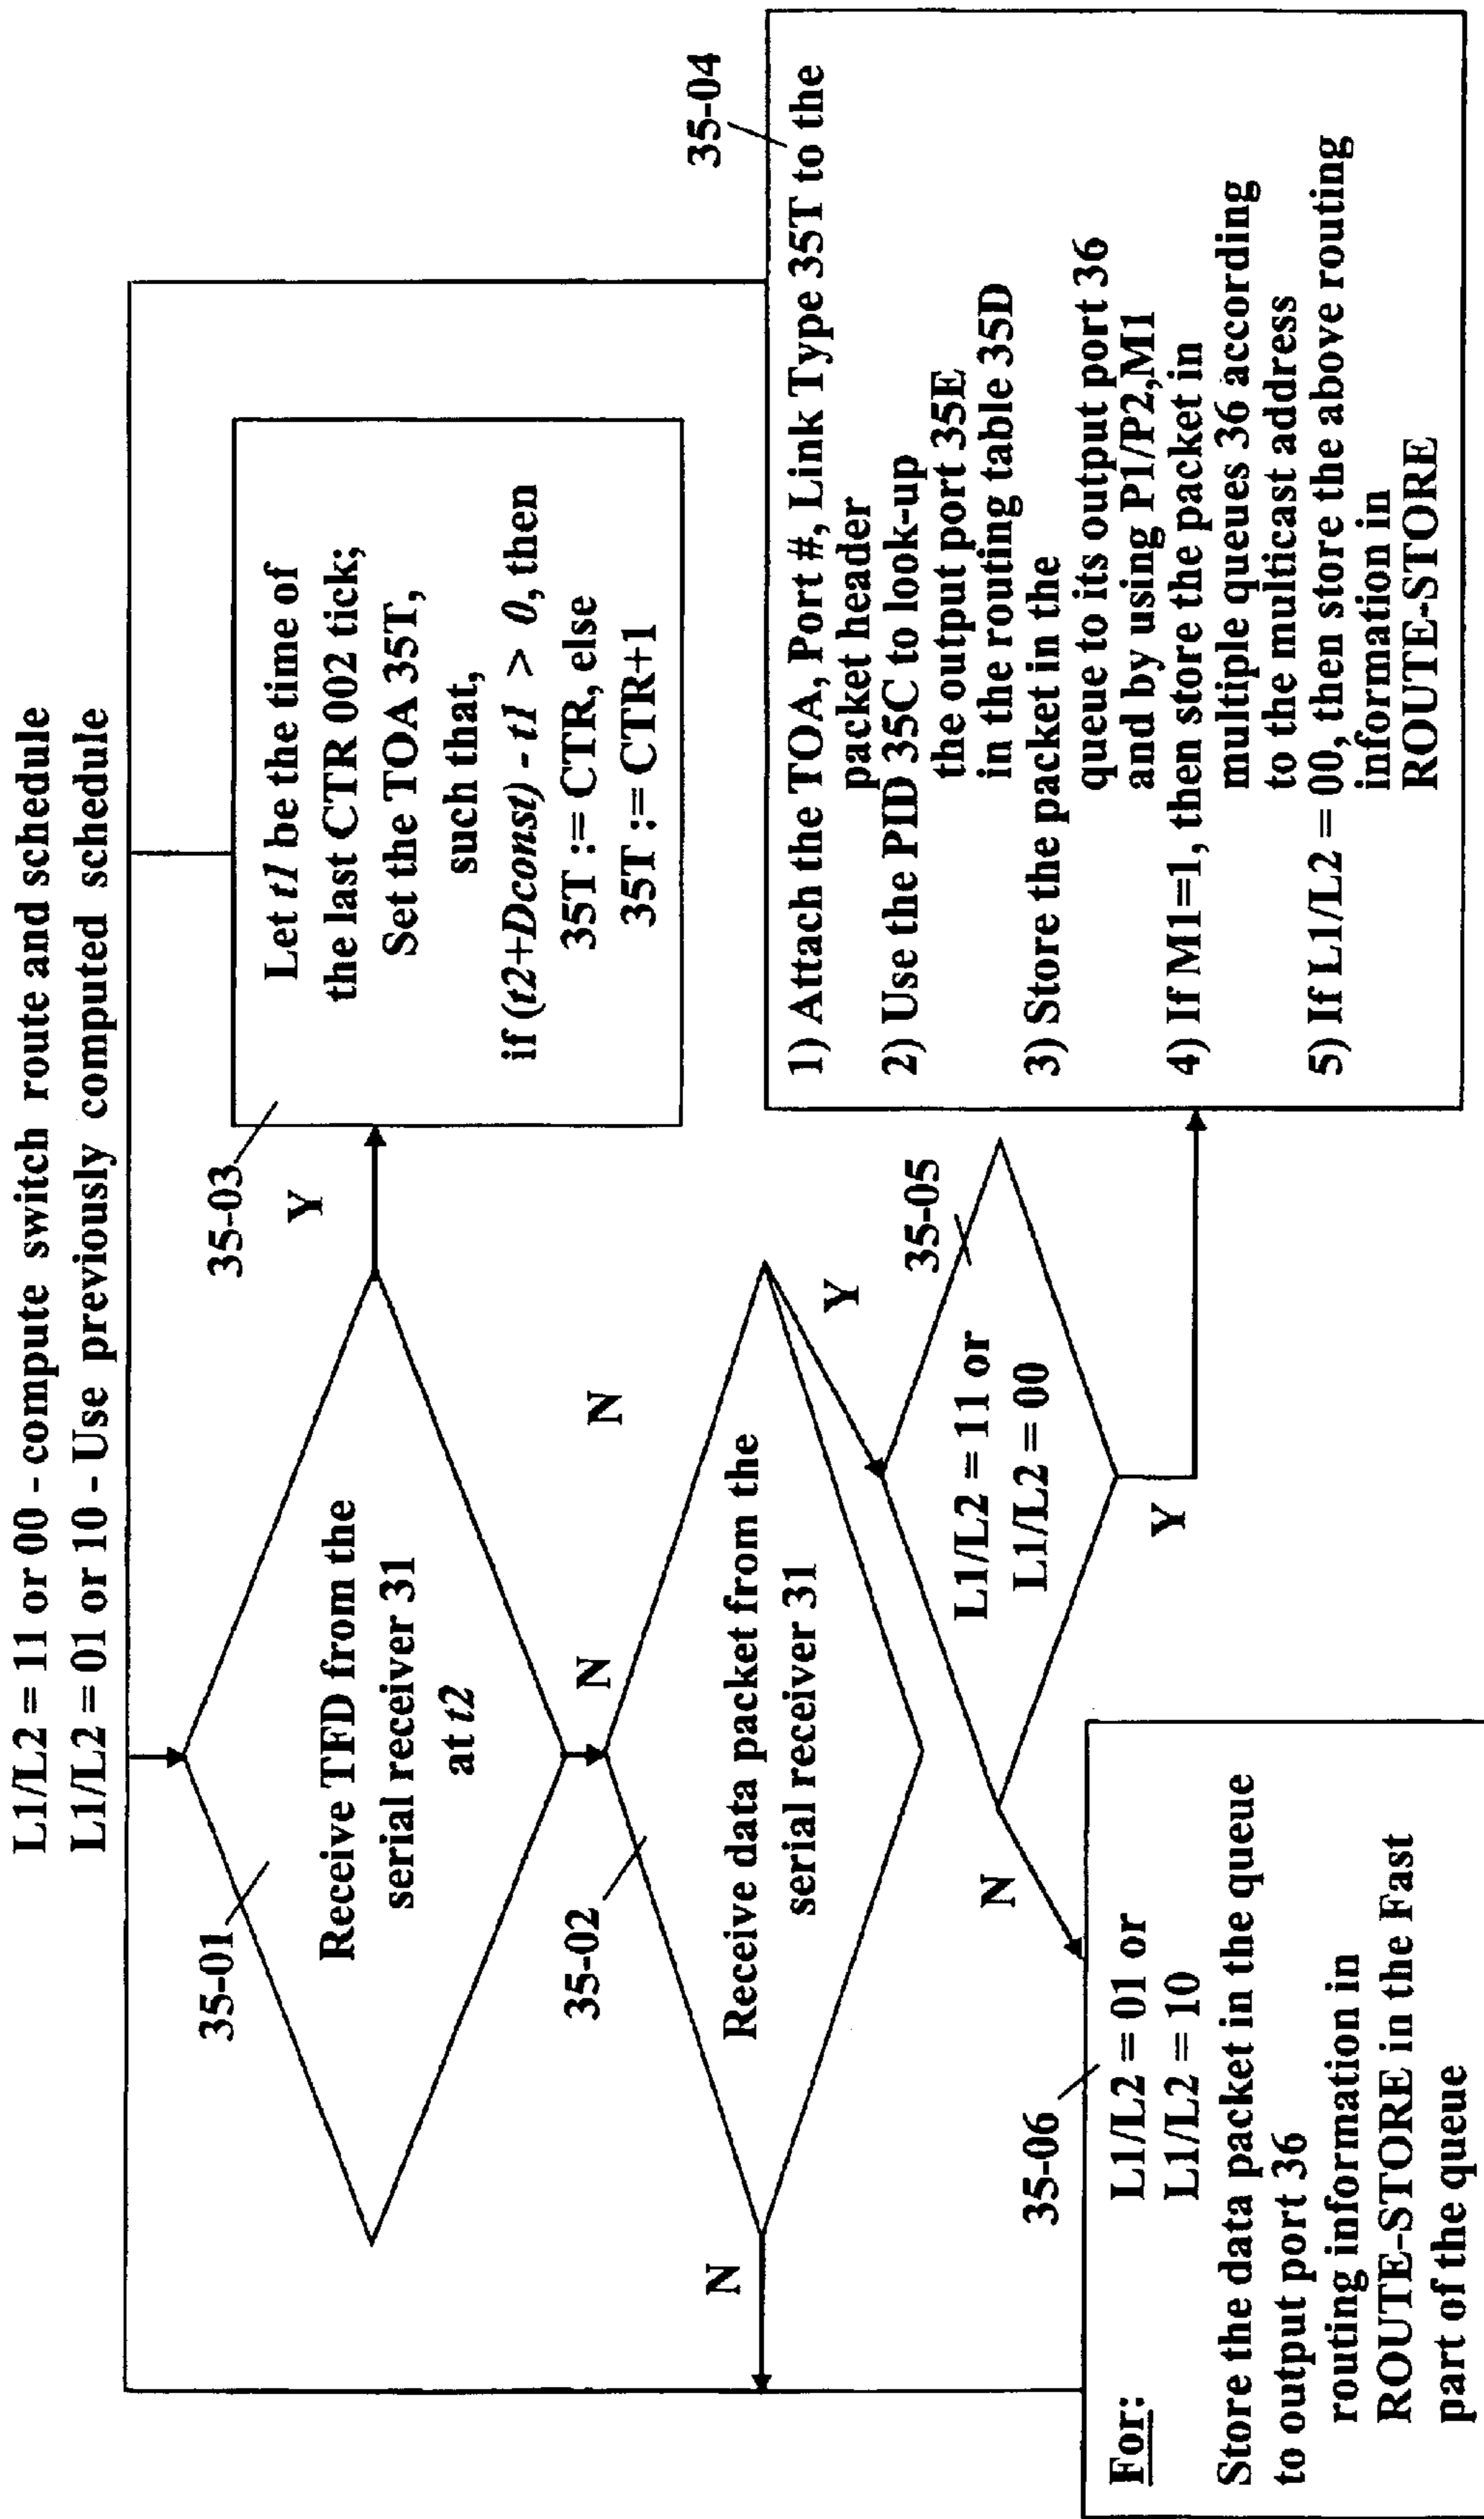 L1/L2 = 11 or 00 - compute switch route and schedule
L1/L2 = 01 or 10 - Use previously computed schedule
35-01
Receive TFD from the
serial receiver 31
at t2
Y
35-03
Let t1 be the time of
the last CTR 002 tick;
Set the TOA 35T,
such that,
if (t2+Dconst) - t1 > 0, then
35T := CTR, else
35T := CTR+1
N
N
35-02
Receive data packet from the
serial receiver 31
N
Y
35-05
L1/L2 = 11 or
L1/L2 = 00
N
Y
35-04
1) Attach the TOA, Port #, Link Type 35T to the
packet header
2) Use the PID 35C to look-up
the output port 35E
in the routing table 35D
3) Store the packet in the
queue to its output port 36
and by using P1/P2,M1
4) If M1=1, then store the packet in
multiple queues 36 according
to the multicast address
5) If L1/L2 = 00, then store the above routing
information in
ROUTE-STORE
35-06
For:
L1/L2 = 01 or
L1/L2 = 10
Store the data packet in the queue
to output port 36
routing information in
ROUTE-STORE in the Fast
part of the queue